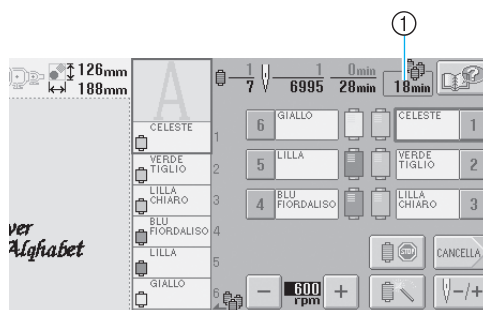 1
126mm
188mm
1
7
1
6995
0min
28min
18min
A
CELESTE
1
VERDE
TIGLIO
2
LILLA
CHIARO
3
BLU
FIORDALISO
4
LILLA
5
GIALLO
6
6
GIALLO
CELESTE
1
5
LILLA
VERDE
TIGLIO
2
4
BLU
FIORDALISO
LILLA
CHIARO
3
ver
Alphabet
STOP
CANCELLA
600
rpm
-/+